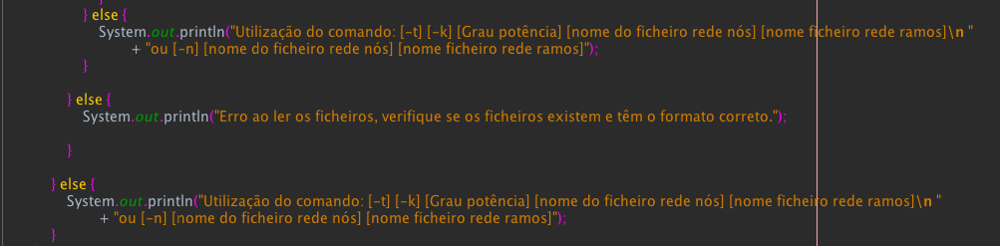 }
} else {
System.out.println("Utilização do comando: [-t] [-k] [Grau potência] [nome do ficheiro rede nós] [nome ficheiro rede ramos]\n "
+ "ou [-n] [nome do ficheiro rede nós] [nome ficheiro rede ramos]");
}
} else {
System.out.println("Erro ao ler os ficheiros, verifique se os ficheiros existem e têm o formato correto.");
}
} else {
System.out.println("Utilização do comando: [-t] [-k] [Grau potência] [nome do ficheiro rede nós] [nome ficheiro rede ramos]\n "
+ "ou [-n] [nome do ficheiro rede nós] [nome ficheiro rede ramos]");
}